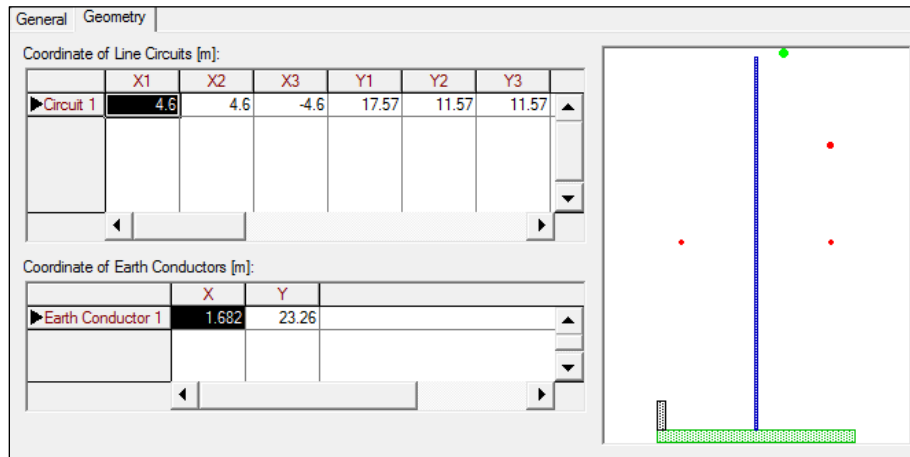 General Geometry
Coordinate of Line Circuits [m]:
X1 X2 X3 Y1 Y2 Y3
Circuit 1 4.6 4.6 -4.6 17.57 11.57 11.57
Coordinate of Earth Conductors [m]:
X Y
Earth Conductor 1 1.682 23.26